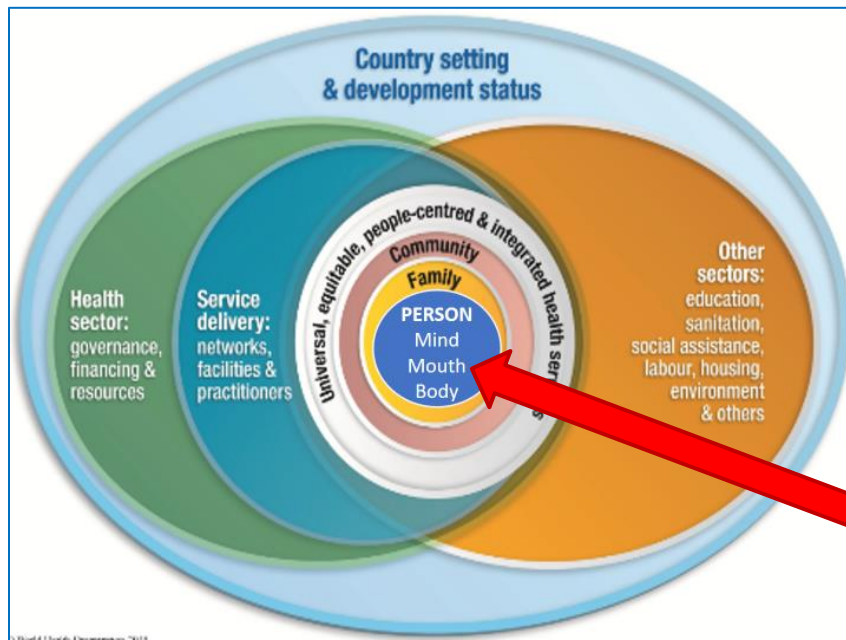 Country setting
& development status
Universal, equitable, people-centred & integrated health services
Community
Family
PERSON
Mind
Mouth
Body
Health
sector:
governance,
financing &
resources
Service
delivery:
networks,
facilities &
practitioners
Other
sectors:
education,
sanitation,
social assistance,
labour, housing,
environment
& others